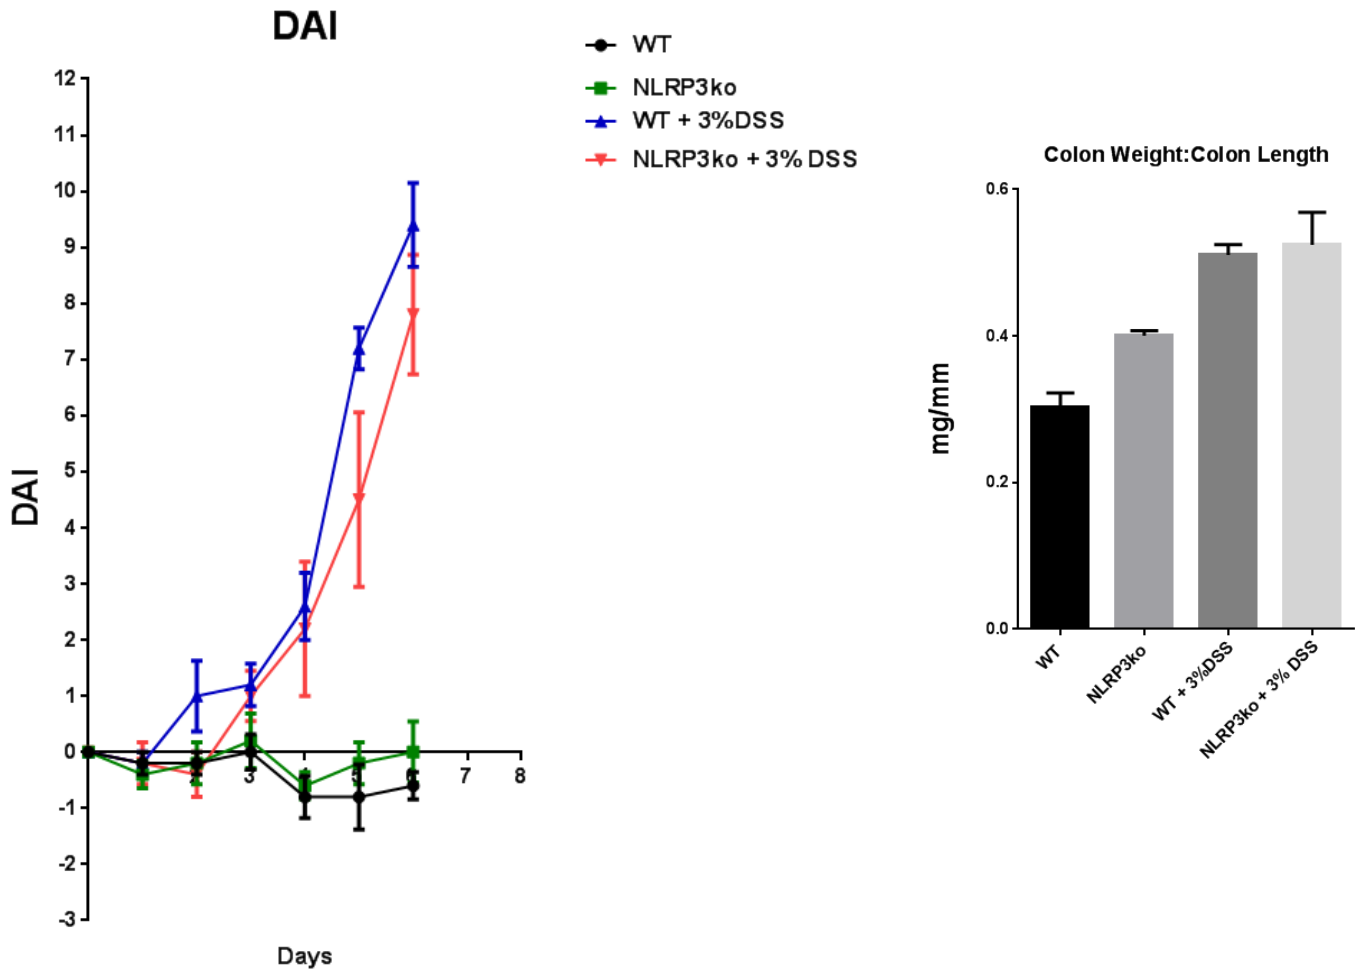 DAI
WT
NLRP3ko
WT + 3%DSS
NLRP3ko + 3% DSS
12
11
10
9
8
7
6
5
4
3
2
1
0
-1
-2
-3
3
7
8
DAI
Days
Colon Weight:Colon Length
0.6
0.4
0.2
0.0
mg/mm
WT
NLRP3ko
WT + 3%DSS
NLRP3ko + 3% DSS